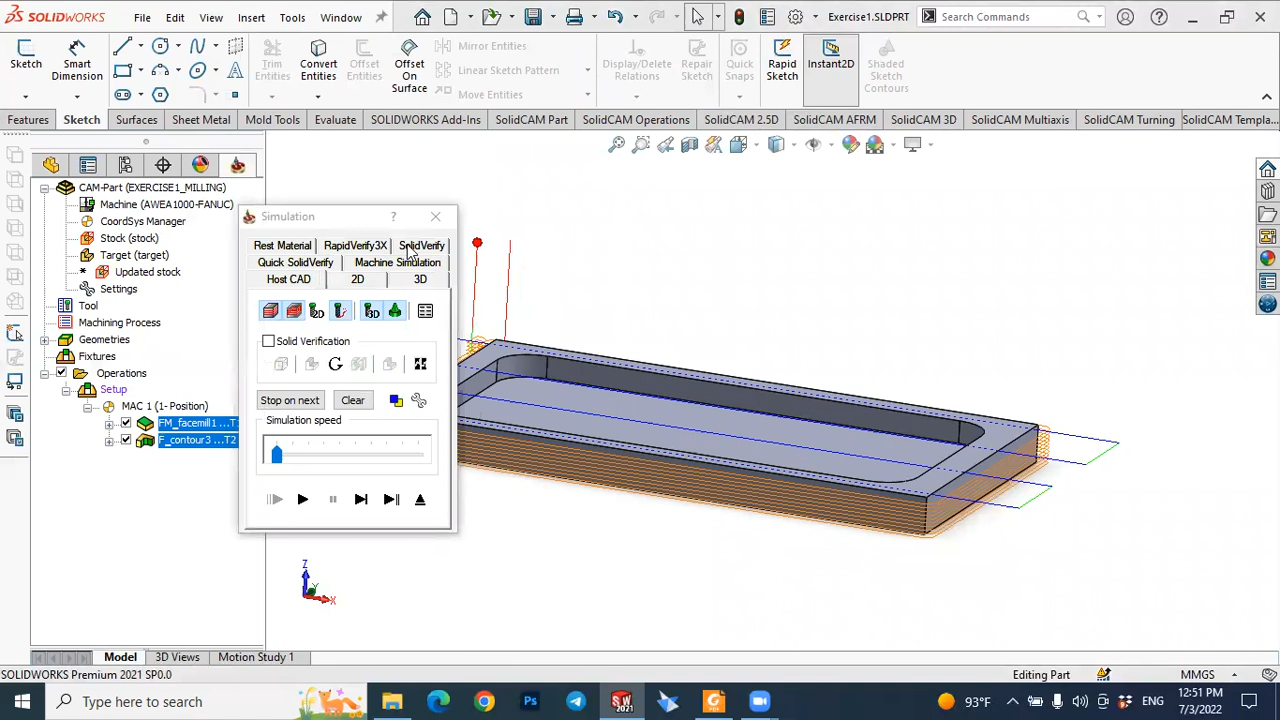 SOLIDWORKS File Edit View Insert Tools Window Exercise1.SLDPRT Search Commands
Sketch Smart Dimension Trim Entities Convert Entities Offset Entities Offset On Surface Mirror Entities Linear Sketch Pattern Move Entities Display/Delete Relations Repair Sketch Quick Snaps Rapid Sketch Instant2D Shaded Sketch Contours
Features Sketch Surfaces Sheet Metal Mold Tools Evaluate SOLIDWORKS Add-Ins SolidCAM Part SolidCAM Operations SolidCAM 2.5D SolidCAM AFRM SolidCAM 3D SolidCAM Multiaxis SolidCAM Turning SolidCAM Templa...
CAM-Part (EXERCISE1_MILLING)
Machine (AWEA1000-FANUC)
CoordSys Manager
Stock (stock)
Target (target)
* Updated stock
Settings
Tool
Machining Process
Geometries
Fixtures
Operations
Setup
MAC 1 (1- Position)
FM_facemill1 ...T1
F_contour3 ...T2
Simulation ?
Rest Material RapidVerify3X SolidVerify
Quick SolidVerify Machine Simulation
Host CAD 2D 3D
2D 3D
Solid Verification
Stop on next Clear
Simulation speed
Z
Y
X
Model 3D Views Motion Study 1
SOLIDWORKS Premium 2021 SP0.0 Editing Part MMGS
Type here to search Ps SW 2021 93°F ENG 12:51 PM
7/3/2022